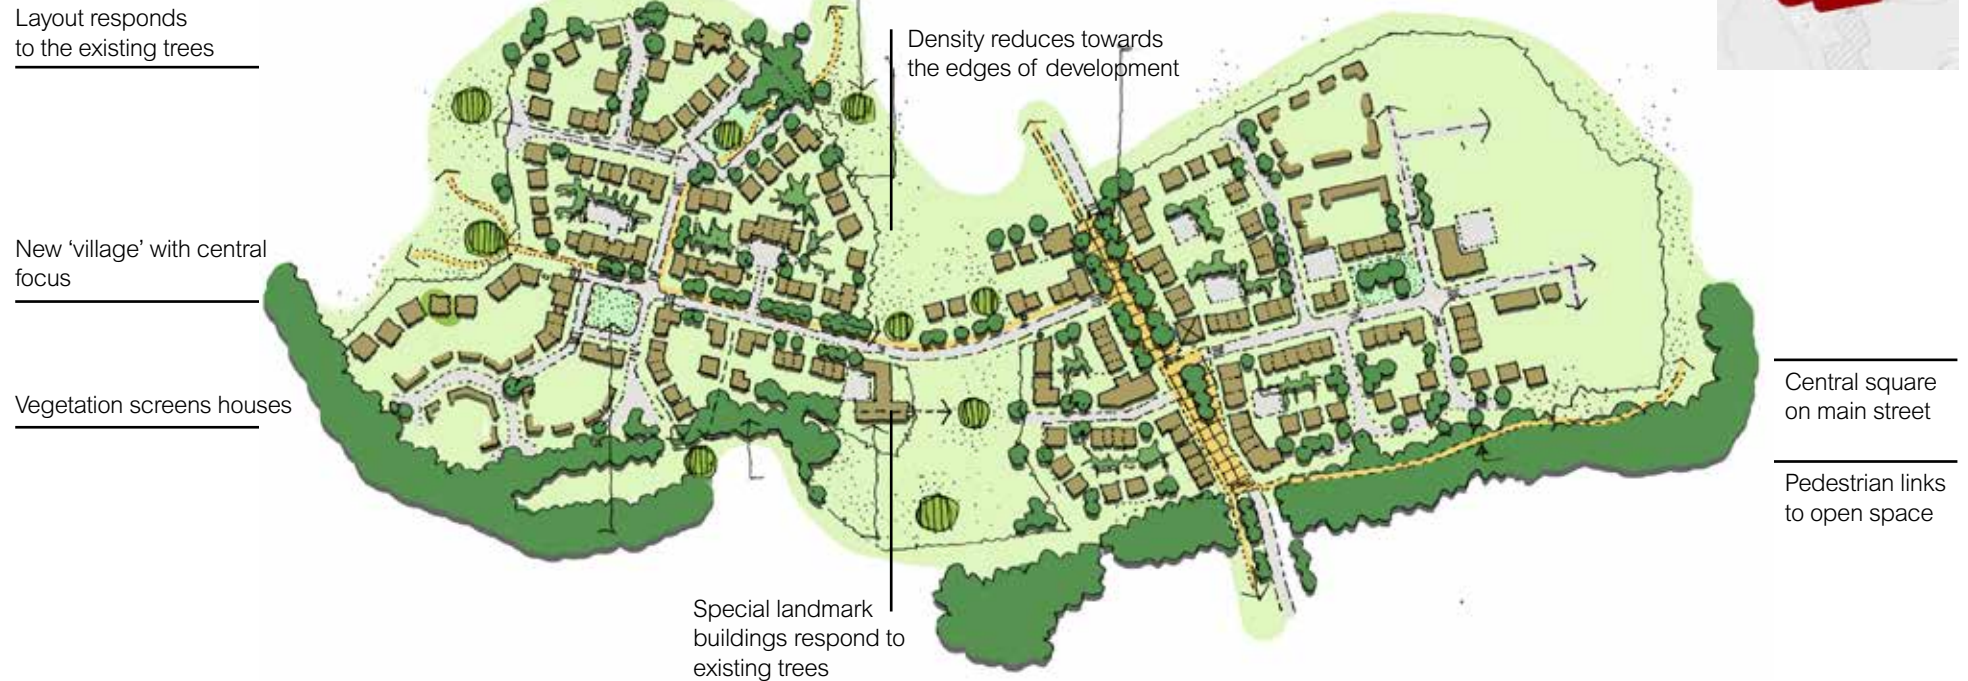 Layout responds
to the existing trees
Density reduces towards
the edges of development
New ‘village’ with central
focus
Vegetation screens houses
Central square
on main street
Pedestrian links
to open space
Special landmark
buildings respond to
existing trees